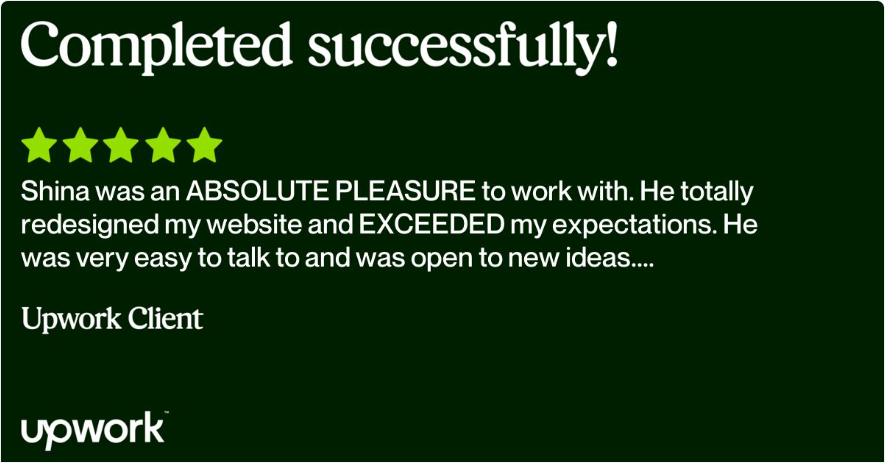 Completed successfully!
Shina was an ABSOLUTE PLEASURE to work with. He totally
redesigned my website and EXCEEDED my expectations. He
was very easy to talk to and was open to new ideas....
Upwork Client
upwork™